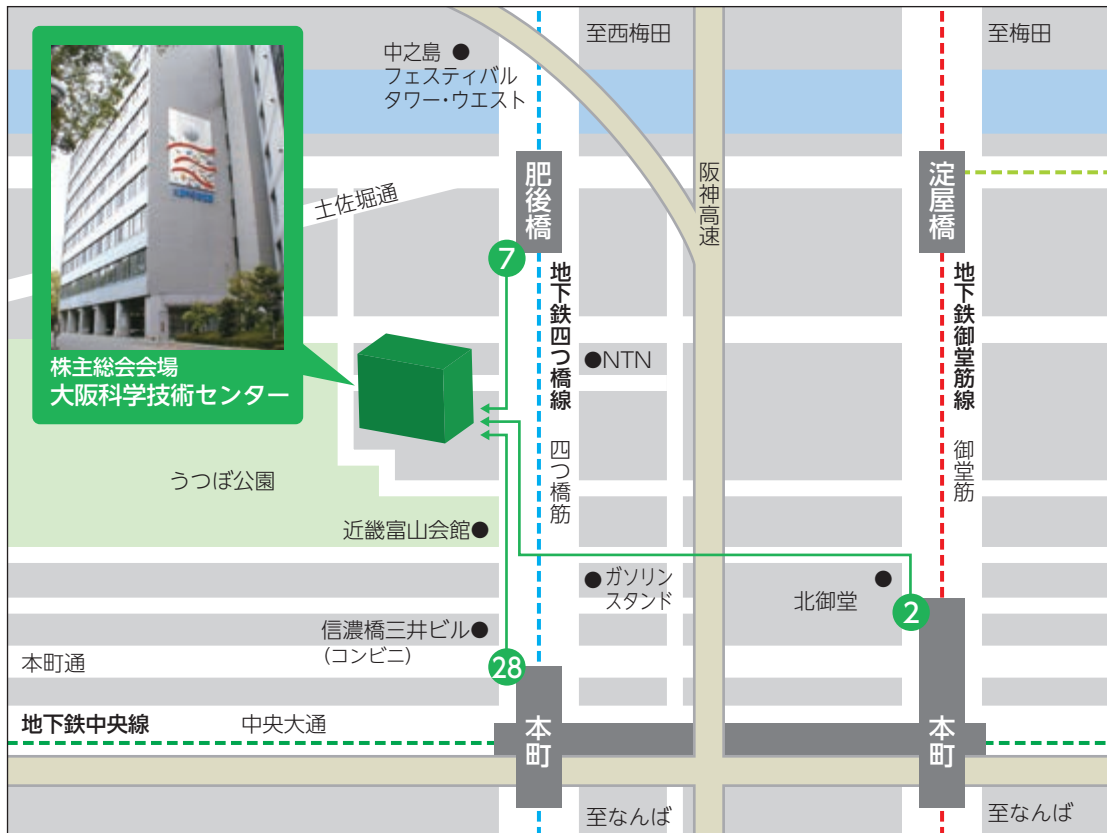 至西梅田
至梅田
中之島
フェスティバル
タワー・ウエスト
肥後橋
淀屋橋
阪神高速
土佐堀通
7
地下鉄四つ橋線
四つ橋筋
地下鉄御堂筋線
御堂筋
NTN
株主総会会場
大阪科学技術センター
うつぼ公園
近畿富山会館
ガソリン
スタンド
北御堂
2
信濃橋三井ビル
(コンビニ)
本町通
28
地下鉄中央線
中央大通
本町
本町
至なんば
至なんば